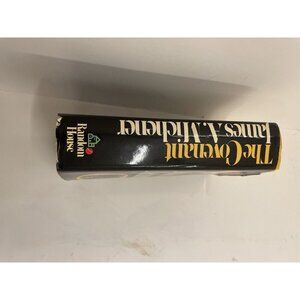 The Covenant
James A. Michener
Random
House